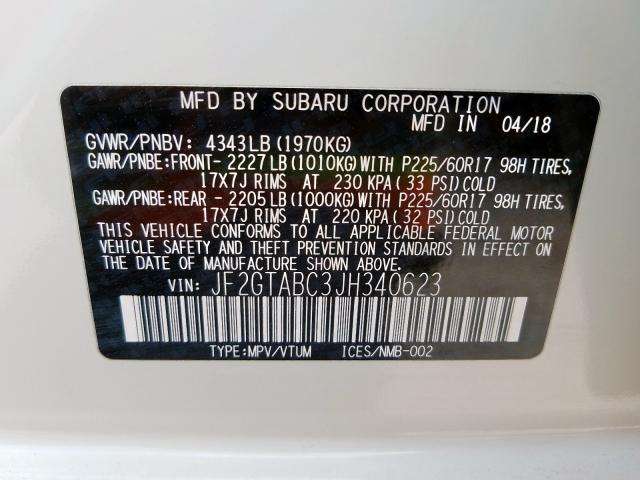 MFD BY SUBARU CORPORATION
MFD IN 04/18
GVWR/PNBV: 4343LB (1970KG)
GAWR/PNBE:FRONT- 2227LB (1010KG) WITH P225/60R17 98H TIRES,
17X7J RIMS AT 230 KPA ( 33 PSI) COLD
GAWR/PNBE:REAR - 2205LB (1000KG) WITH P225/60R17 98H TIRES,
17X7J RIMS AT 220 KPA ( 32 PSI) COLD
THIS VEHICLE CONFORMS TO ALL APPLICABLE FEDERAL MOTOR
VEHICLE SAFETY AND THEFT PREVENTION STANDARDS IN EFFECT ON
THE DATE OF MANUFACTURE SHOWN ABOVE.
VIN: JF2GTABC3JH340623
TYPE:MPV/VTUM ICES/NMB-002